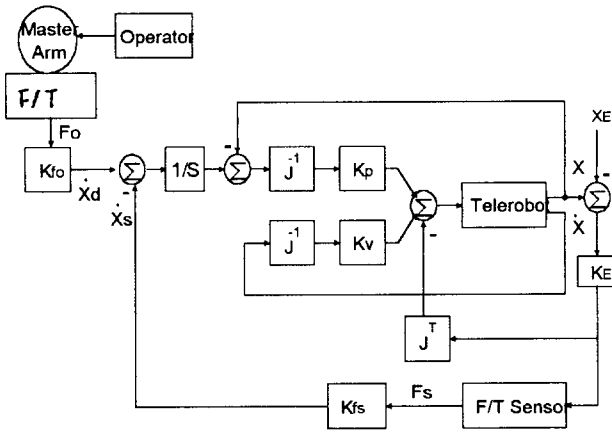 Master
Arm
Operator
F/T
Fo
Kfo
Ẋd
-
Σ
Ẋs
1/S
-
Σ
J⁻¹
Kp
J⁻¹
Kv
Σ
-
Telerobo
X
Ẋ
XE
-
Σ
KE
Jᵀ
Kfs
Fs
F/T Senso